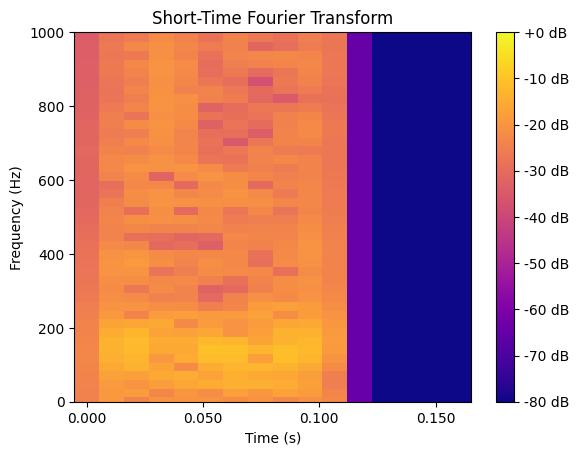 Short-Time Fourier Transform
Frequency (Hz)
1000
800
600
400
200
0
0.000
0.050
0.100
0.150
Time (s)
+0 dB
-10 dB
-20 dB
-30 dB
-40 dB
-50 dB
-60 dB
-70 dB
-80 dB